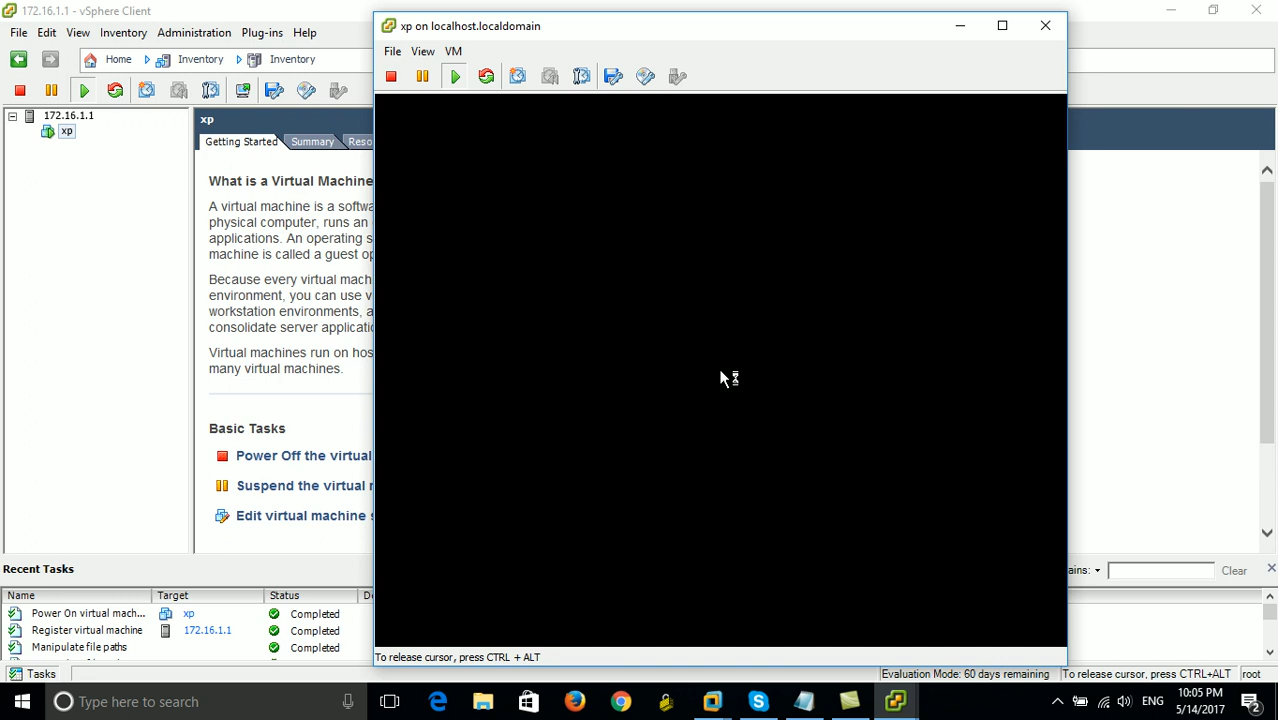 172.16.1.1 - vSphere Client
File Edit View Inventory Administration Plug-ins Help
Home Inventory Inventory
172.16.1.1
xp
xp
Getting Started Summary
What is a Virtual Machine
A virtual machine is a
physical computer, runs an
applications. An operating
machine is called a guest
Because every virtual
environment, you can use
workstation environments,
consolidate server
Virtual machines run on
many virtual machines.
Basic Tasks
Power Off the virtual
Suspend the virtual
Edit virtual machine
xp on localhost.localdomain
File View VM
To release cursor, press CTRL + ALT
Recent Tasks
Clear
Name Target Status
Power On virtual mach... xp Completed
Register virtual machine 172.16.1.1 Completed
Manipulate file paths Completed
Tasks Evaluation Mode: 60 days remaining To release cursor, press CTRL+ALT root
Type here to search
ENG
10:05 PM
5/14/2017
2